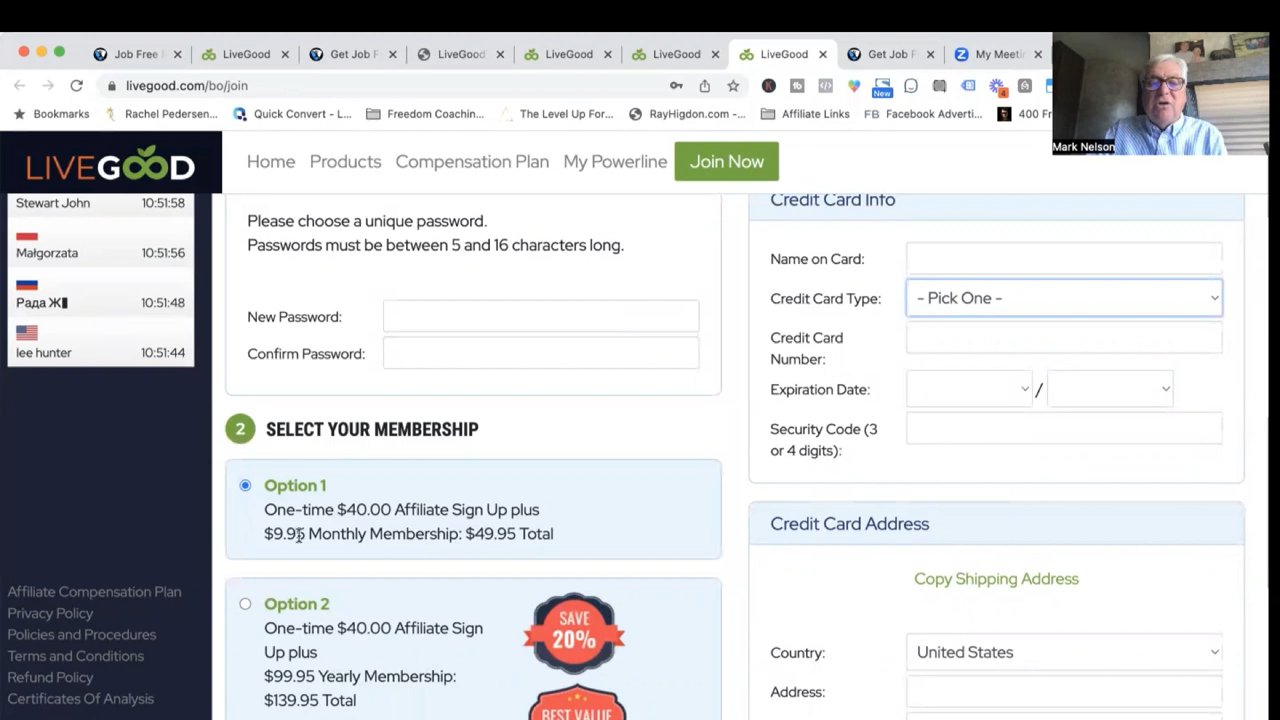 Job Free I
LiveGood
Get Job F
LiveGood
LiveGood
LiveGood
LiveGood
Get Job F
My Meeti
livegood.com/bo/join
New
4
Bookmarks
Rachel Pedersen...
Quick Convert - L...
Freedom Coachin...
The Level Up For...
RayHigdon.com -...
Affiliate Links
FB Facebook Adverti...
400 Fr
Mark Nelson
LIVEGOOD
Home
Products
Compensation Plan
My Powerline
Join Now
Stewart John 10:51:58
Małgorzata 10:51:56
Рада Ж 10:51:48
lee hunter 10:51:44
Affiliate Compensation Plan
Privacy Policy
Policies and Procedures
Terms and Conditions
Refund Policy
Certificates Of Analysis
Please choose a unique password.
Passwords must be between 5 and 16 characters long.
New Password:
Confirm Password:
2 SELECT YOUR MEMBERSHIP
Option 1
One-time $40.00 Affiliate Sign Up plus
$9.95 Monthly Membership: $49.95 Total
Option 2
One-time $40.00 Affiliate Sign
Up plus
$99.95 Yearly Membership:
$139.95 Total
SAVE
20%
BEST VALUE
Credit Card Info
Name on Card:
Credit Card Type: - Pick One -
Credit Card
Number:
Expiration Date: /
Security Code (3
or 4 digits):
Credit Card Address
Copy Shipping Address
Country: United States
Address: